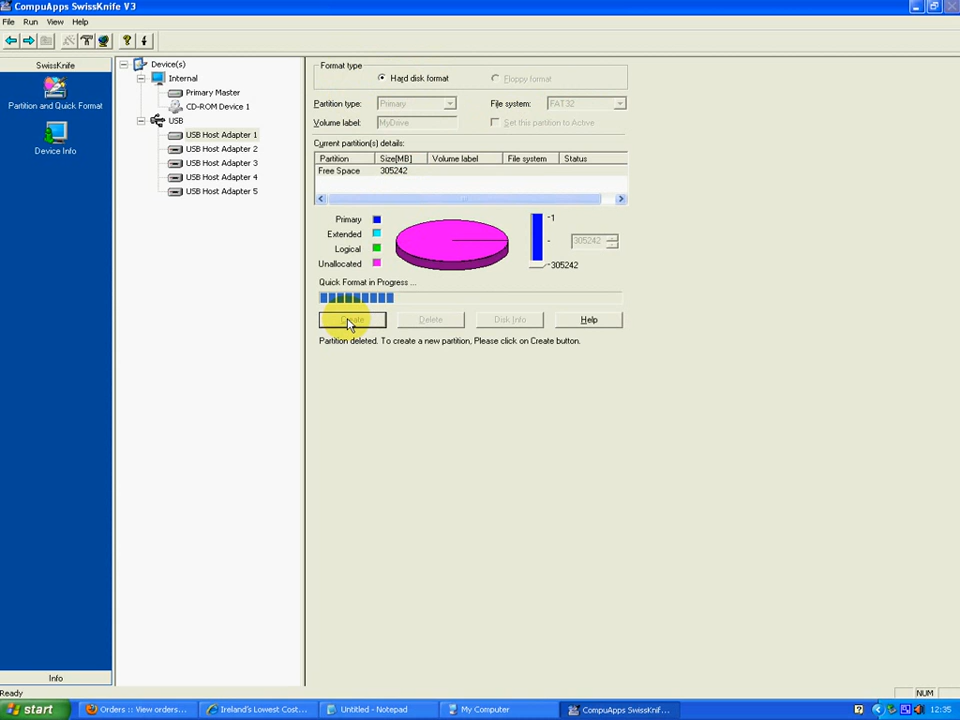 CompuApps SwissKnife V3
File Run View Help
SwissKnife
Partition and Quick Format
Device Info
Info
Device(s)
Internal
Primary Master
CD-ROM Device 1
USB
USB Host Adapter 1
USB Host Adapter 2
USB Host Adapter 3
USB Host Adapter 4
USB Host Adapter 5
Format type
Hard disk format Floppy format
Partition type: Primary File system: FAT32
Volume label: MyDrive Set this partition to Active
Current partition(s) details:
Partition Size[MB] Volume label File system Status
Free Space 305242
Primary
Extended
Logical
Unallocated
-1
- 305242
-305242
Quick Format in Progress ...
Create Delete Disk Info Help
Partition deleted. To create a new partition, Please click on Create button.
Ready NUM
start Orders :: View orders... Ireland's Lowest Cost... Untitled - Notepad My Computer CompuApps SwissKnif... 12:35